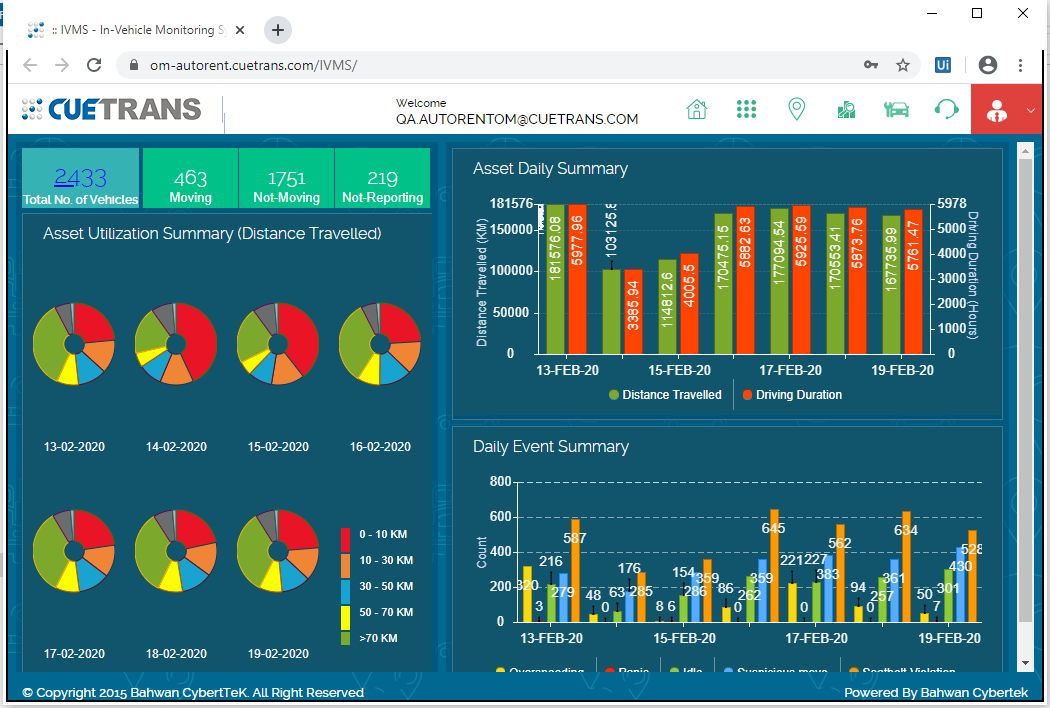 :: IVMS - In-Vehicle Monitoring S
om-autorent.cuetrans.com/IVMS/
Ui
CUETRANS
Welcome
QA.AUTORENTOM@CUETRANS.COM
2433
Total No. of Vehicles
463
Moving
1751
Not-Moving
219
Not-Reporting
Asset Utilization Summary (Distance Travelled)
13-02-2020 14-02-2020 15-02-2020 16-02-2020
17-02-2020 18-02-2020 19-02-2020
0 - 10 KM
10 - 30 KM
30 - 50 KM
50 - 70 KM
>70 KM
Asset Daily Summary
Distance Travelled (KM)
181576
150000
100000
50000
0
181576.08 5977.96 103125.8 3385.94 114812.6 4005.5 170475.15 5882.63 177094.54 5925.59 170553.41 5873.76 167735.99 5761.47
5978
5000
4000
3000
2000
1000
0
Driving Duration (Hours)
13-FEB-20 15-FEB-20 17-FEB-20 19-FEB-20
Distance Travelled Driving Duration
Daily Event Summary
Count
800
600
400
200
0
320 3 216 279 587
48 0 63 176 285
8 6 154 286 359
86 0 262 359 645
221 0 227 383 562
94 0 257 361 634
50 7 301 430 528
13-FEB-20 15-FEB-20 17-FEB-20 19-FEB-20
Overspeeding Panic Idle Suspicious move Seatbelt Violation
© Copyright 2015 Bahwan CyberTteK. All Right Reserved
Powered By Bahwan Cybertek